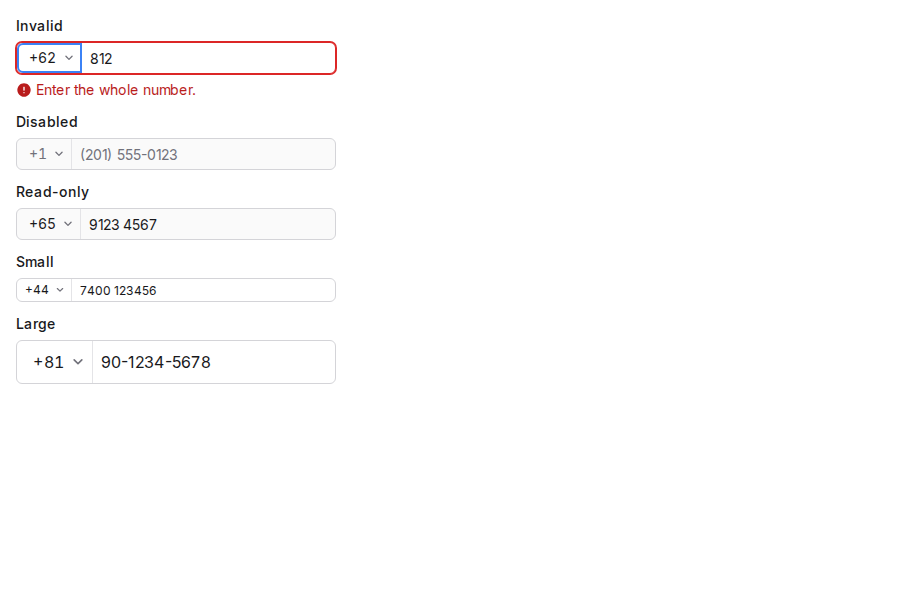 Invalid
+62 812
Enter the whole number.
Disabled
+1 (201) 555-0123
Read-only
+65 9123 4567
Small
+44 7400 123456
Large
+81 90-1234-5678